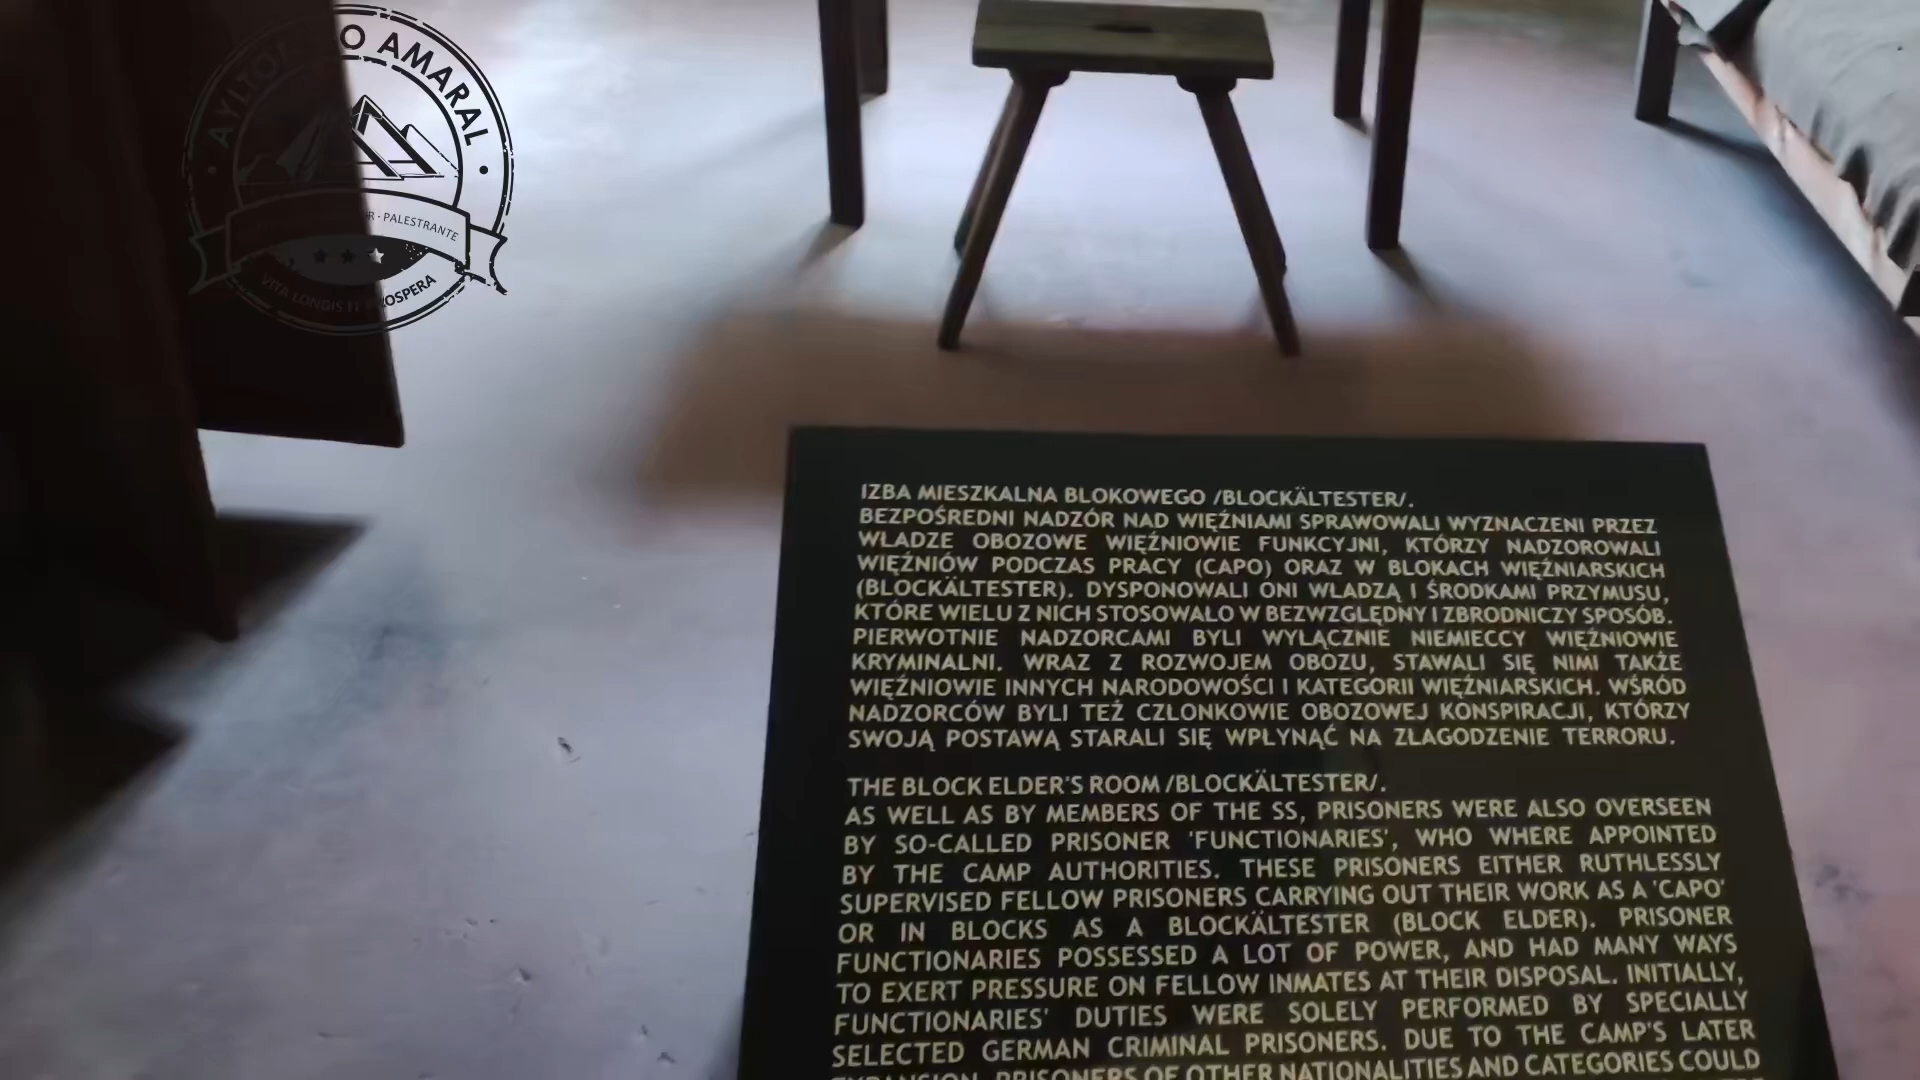 O AMARAL
PALESTRANTE
VITA LONGIS ET PROSPERA
IZBA MIESZKALNA BLOKOWEGO /BLOCKÄLTESTER/.
BEZPOŚREDNI NADZÓR NAD WIĘŹNIAMI SPRAWOWALI WYZNACZENI PRZEZ
WŁADZE OBOZOWE WIĘŹNIOWIE FUNKCYJNI, KTÓRZY NADZOROWALI
WIĘŹNIÓW PODCZAS PRACY (CAPO) ORAZ W BLOKACH WIĘŹNIARSKICH
(BLOCKÄLTESTER). DYSPONOWALI ONI WŁADZĄ I ŚRODKAMI PRZYMUSU,
KTÓRE WIELU Z NICH STOSOWAŁO W BEZWZGLĘDNY I ZBRODNICZY SPOSÓB.
PIERWOTNIE NADZORCAMI BYLI WYŁĄCZNIE NIEMIECCY WIĘŹNIOWIE
KRYMINALNI. WRAZ Z ROZWOJEM OBOZU, STAWALI SIĘ NIMI TAKŻE
WIĘŹNIOWIE INNYCH NARODOWOŚCI I KATEGORII WIĘŹNIARSKICH. WŚRÓD
NADZORCÓW BYLI TEŻ CZŁONKOWIE OBOZOWEJ KONSPIRACJI, KTÓRZY
SWOJĄ POSTAWĄ STARALI SIĘ WPŁYNĄĆ NA ZŁAGODZENIE TERRORU.
THE BLOCK ELDER'S ROOM /BLOCKÄLTESTER/.
AS WELL AS BY MEMBERS OF THE SS, PRISONERS WERE ALSO OVERSEEN
BY SO-CALLED PRISONER 'FUNCTIONARIES', WHO WHERE APPOINTED
BY THE CAMP AUTHORITIES. THESE PRISONERS EITHER RUTHLESSLY
SUPERVISED FELLOW PRISONERS CARRYING OUT THEIR WORK AS A 'CAPO'
OR IN BLOCKS AS A BLOCKÄLTESTER (BLOCK ELDER). PRISONER
FUNCTIONARIES POSSESSED A LOT OF POWER, AND HAD MANY WAYS
TO EXERT PRESSURE ON FELLOW INMATES AT THEIR DISPOSAL. INITIALLY,
FUNCTIONARIES' DUTIES WERE SOLELY PERFORMED BY SPECIALLY
SELECTED GERMAN CRIMINAL PRISONERS. DUE TO THE CAMP'S LATER
EXPANSION, PRISONERS OF OTHER NATIONALITIES AND CATEGORIES COULD